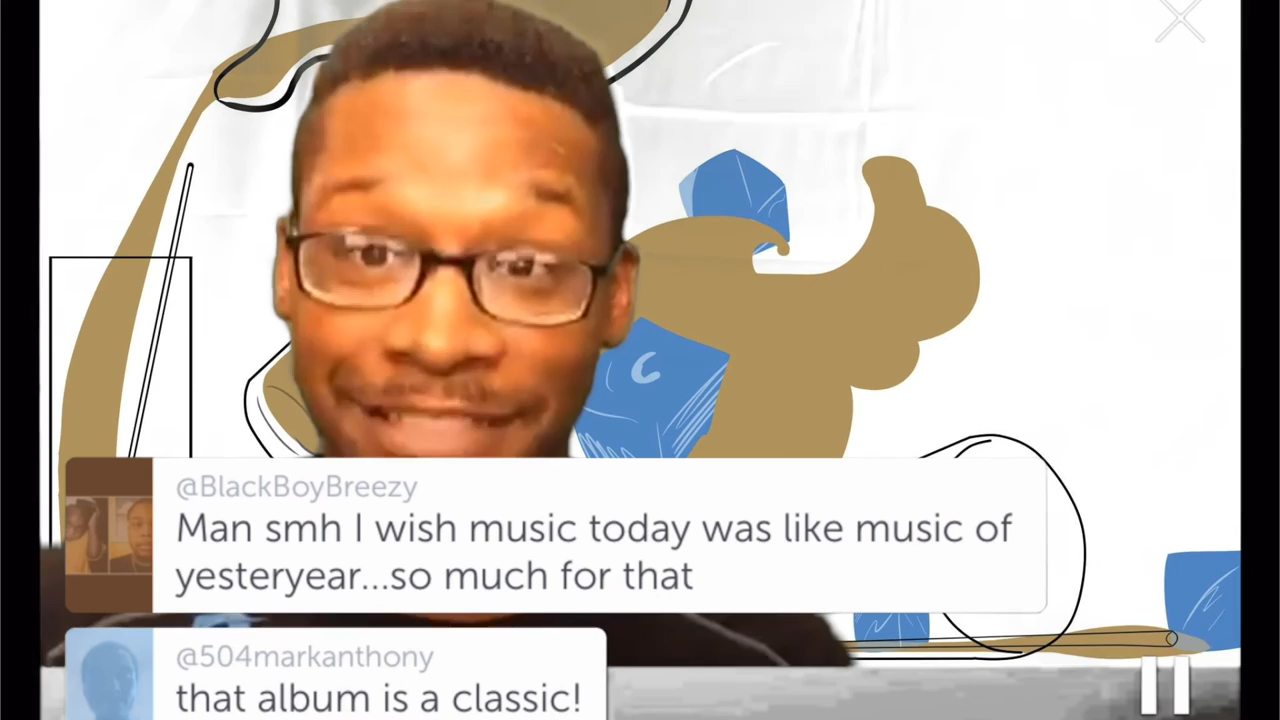 @BlackBoyBreezy
Man smh I wish music today was like music of
yesteryear...so much for that
@504markanthony
that album is a classic!